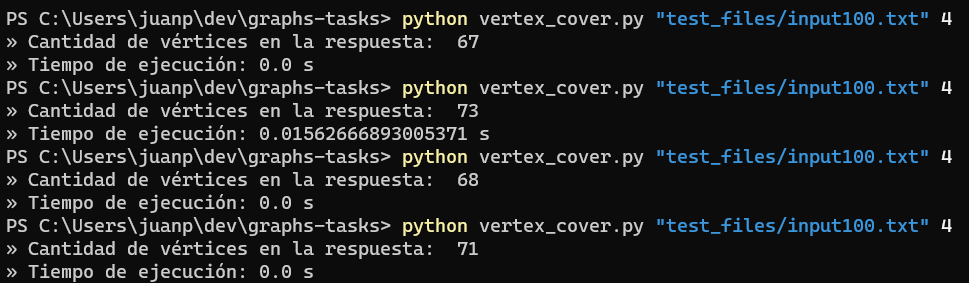 PS C:\Users\juanp\dev\graphs-tasks> python vertex_cover.py "test_files/input100.txt" 4
» Cantidad de vértices en la respuesta:  67
» Tiempo de ejecución: 0.0 s
PS C:\Users\juanp\dev\graphs-tasks> python vertex_cover.py "test_files/input100.txt" 4
» Cantidad de vértices en la respuesta:  73
» Tiempo de ejecución: 0.01562666893005371 s
PS C:\Users\juanp\dev\graphs-tasks> python vertex_cover.py "test_files/input100.txt" 4
» Cantidad de vértices en la respuesta:  68
» Tiempo de ejecución: 0.0 s
PS C:\Users\juanp\dev\graphs-tasks> python vertex_cover.py "test_files/input100.txt" 4
» Cantidad de vértices en la respuesta:  71
» Tiempo de ejecución: 0.0 s